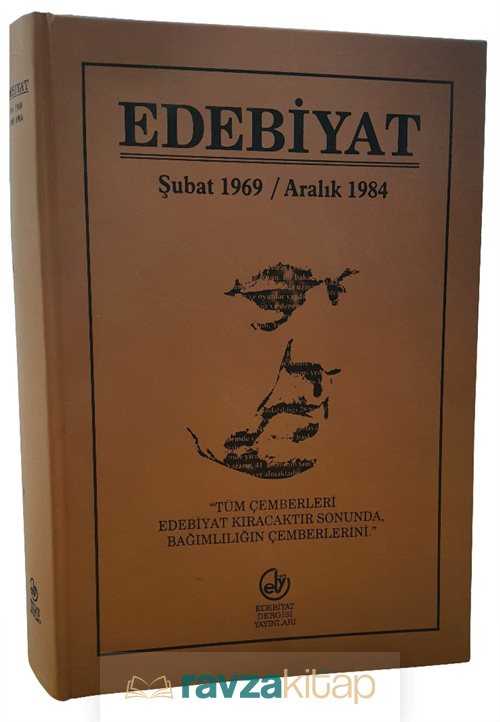 EDEBİYAT
Şubat 1969 / Aralık 1984
"TÜM ÇEMBERLERİ
EDEBİYAT KIRACAKTIR SONUNDA,
BAĞIMLILIĞIN ÇEMBERLERİNİ."
EDEBİYAT
DERGİSİ
YAYINLARI
ravzakitap